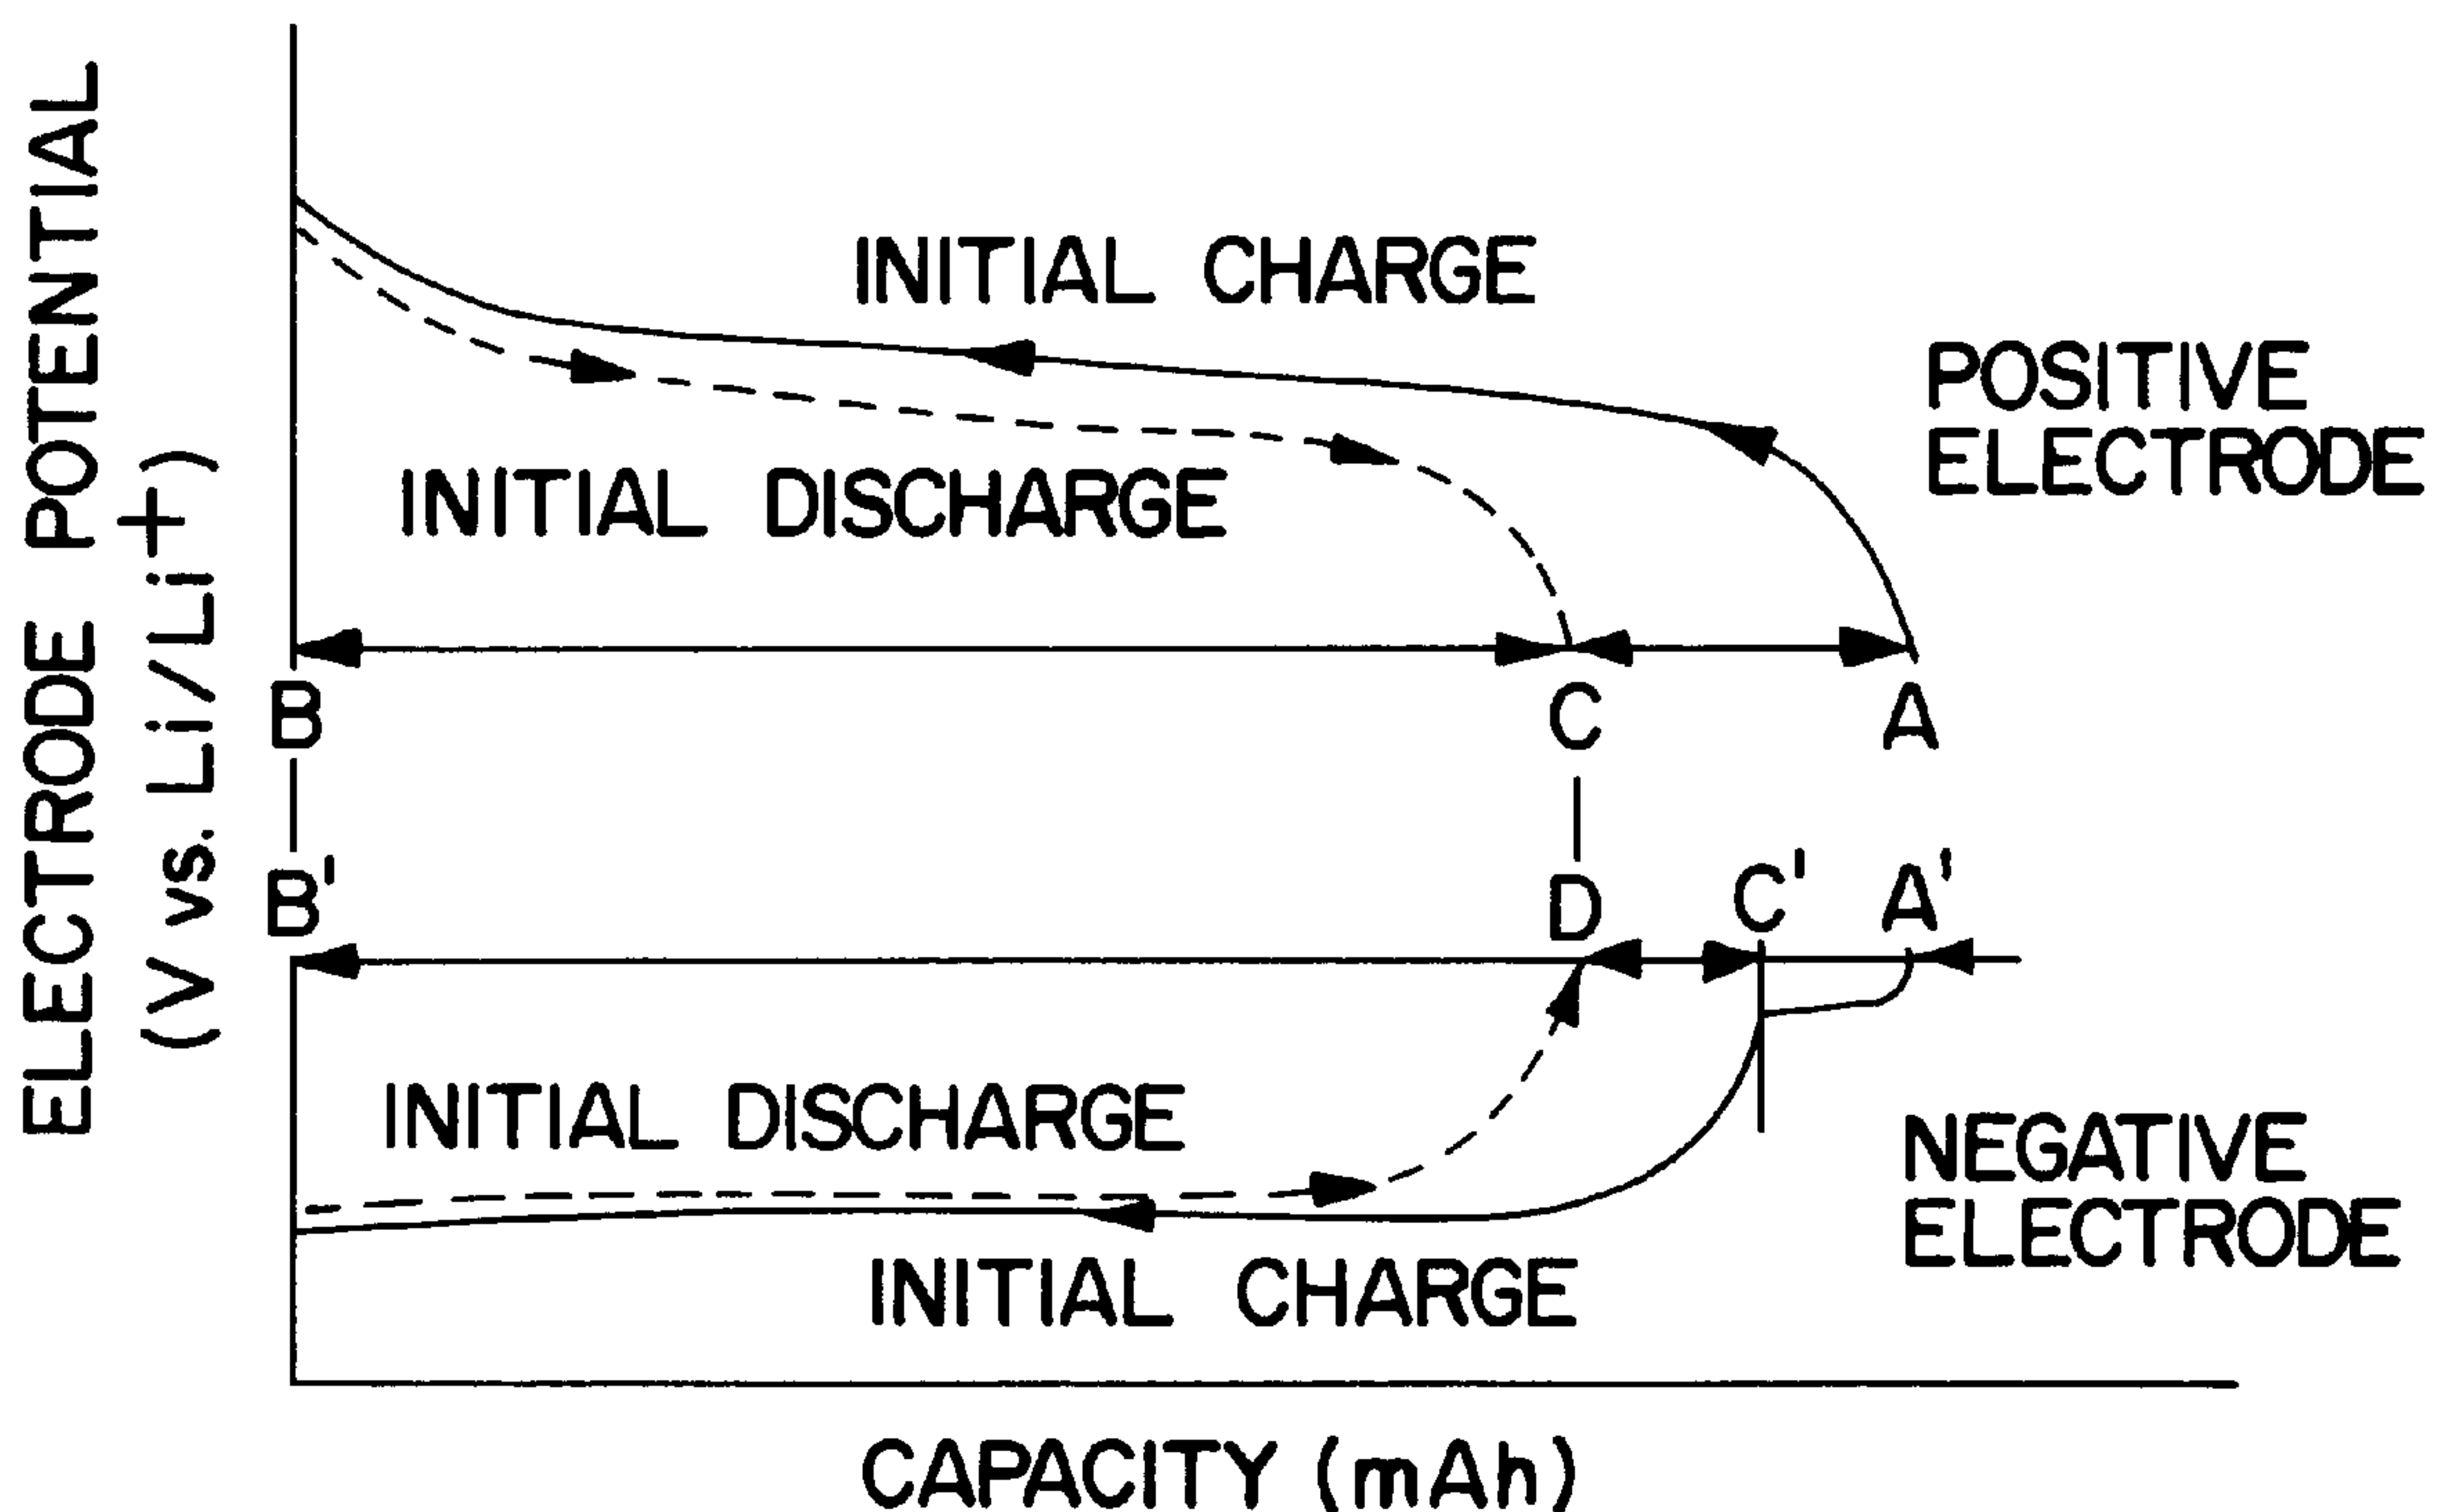 ELECTRODE POTENTIAL
(V vs. Li/Li+)
INITIAL CHARGE
POSITIVE
ELECTRODE
INITIAL DISCHARGE
B
C
A
B'
D
C'
A'
INITIAL DISCHARGE
NEGATIVE
ELECTRODE
INITIAL CHARGE
CAPACITY (mAh)